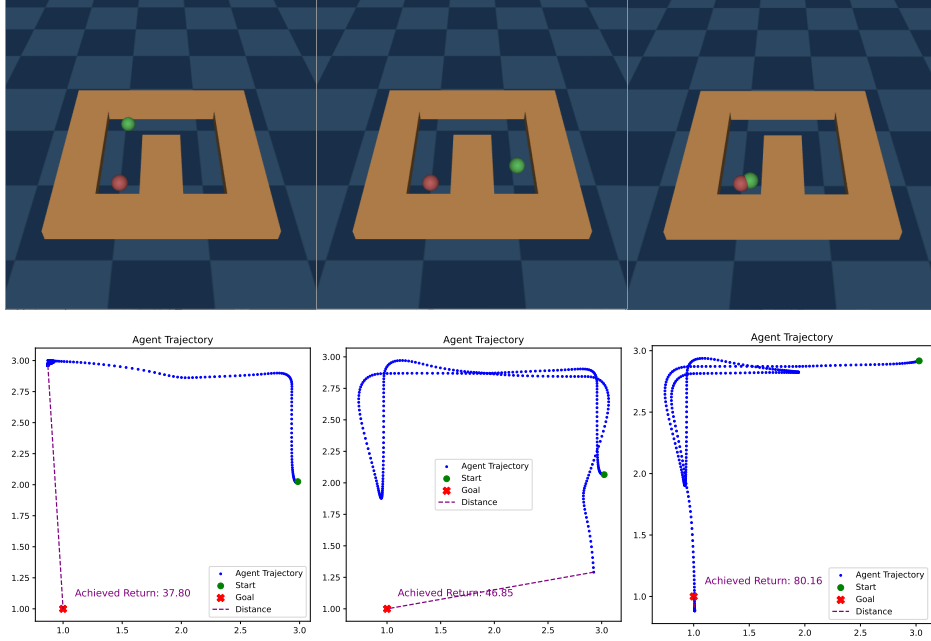 Agent Trajectory
3.00
2.75
2.50
2.25
2.00
1.75
1.50
1.25
1.00
1.0
1.5
2.0
2.5
3.0
Achieved Return: 37.80
Agent Trajectory
Start
Goal
Distance
Agent Trajectory
3.00
2.75
2.50
2.25
2.00
1.75
1.50
1.25
1.00
1.0
1.5
2.0
2.5
3.0
Agent Trajectory
Start
Goal
Distance
Achieved Return: 46.85
Agent Trajectory
3.0
2.5
2.0
1.5
1.0
1.0
1.5
2.0
2.5
3.0
Achieved Return: 80.16
Agent Trajectory
Start
Goal
Distance